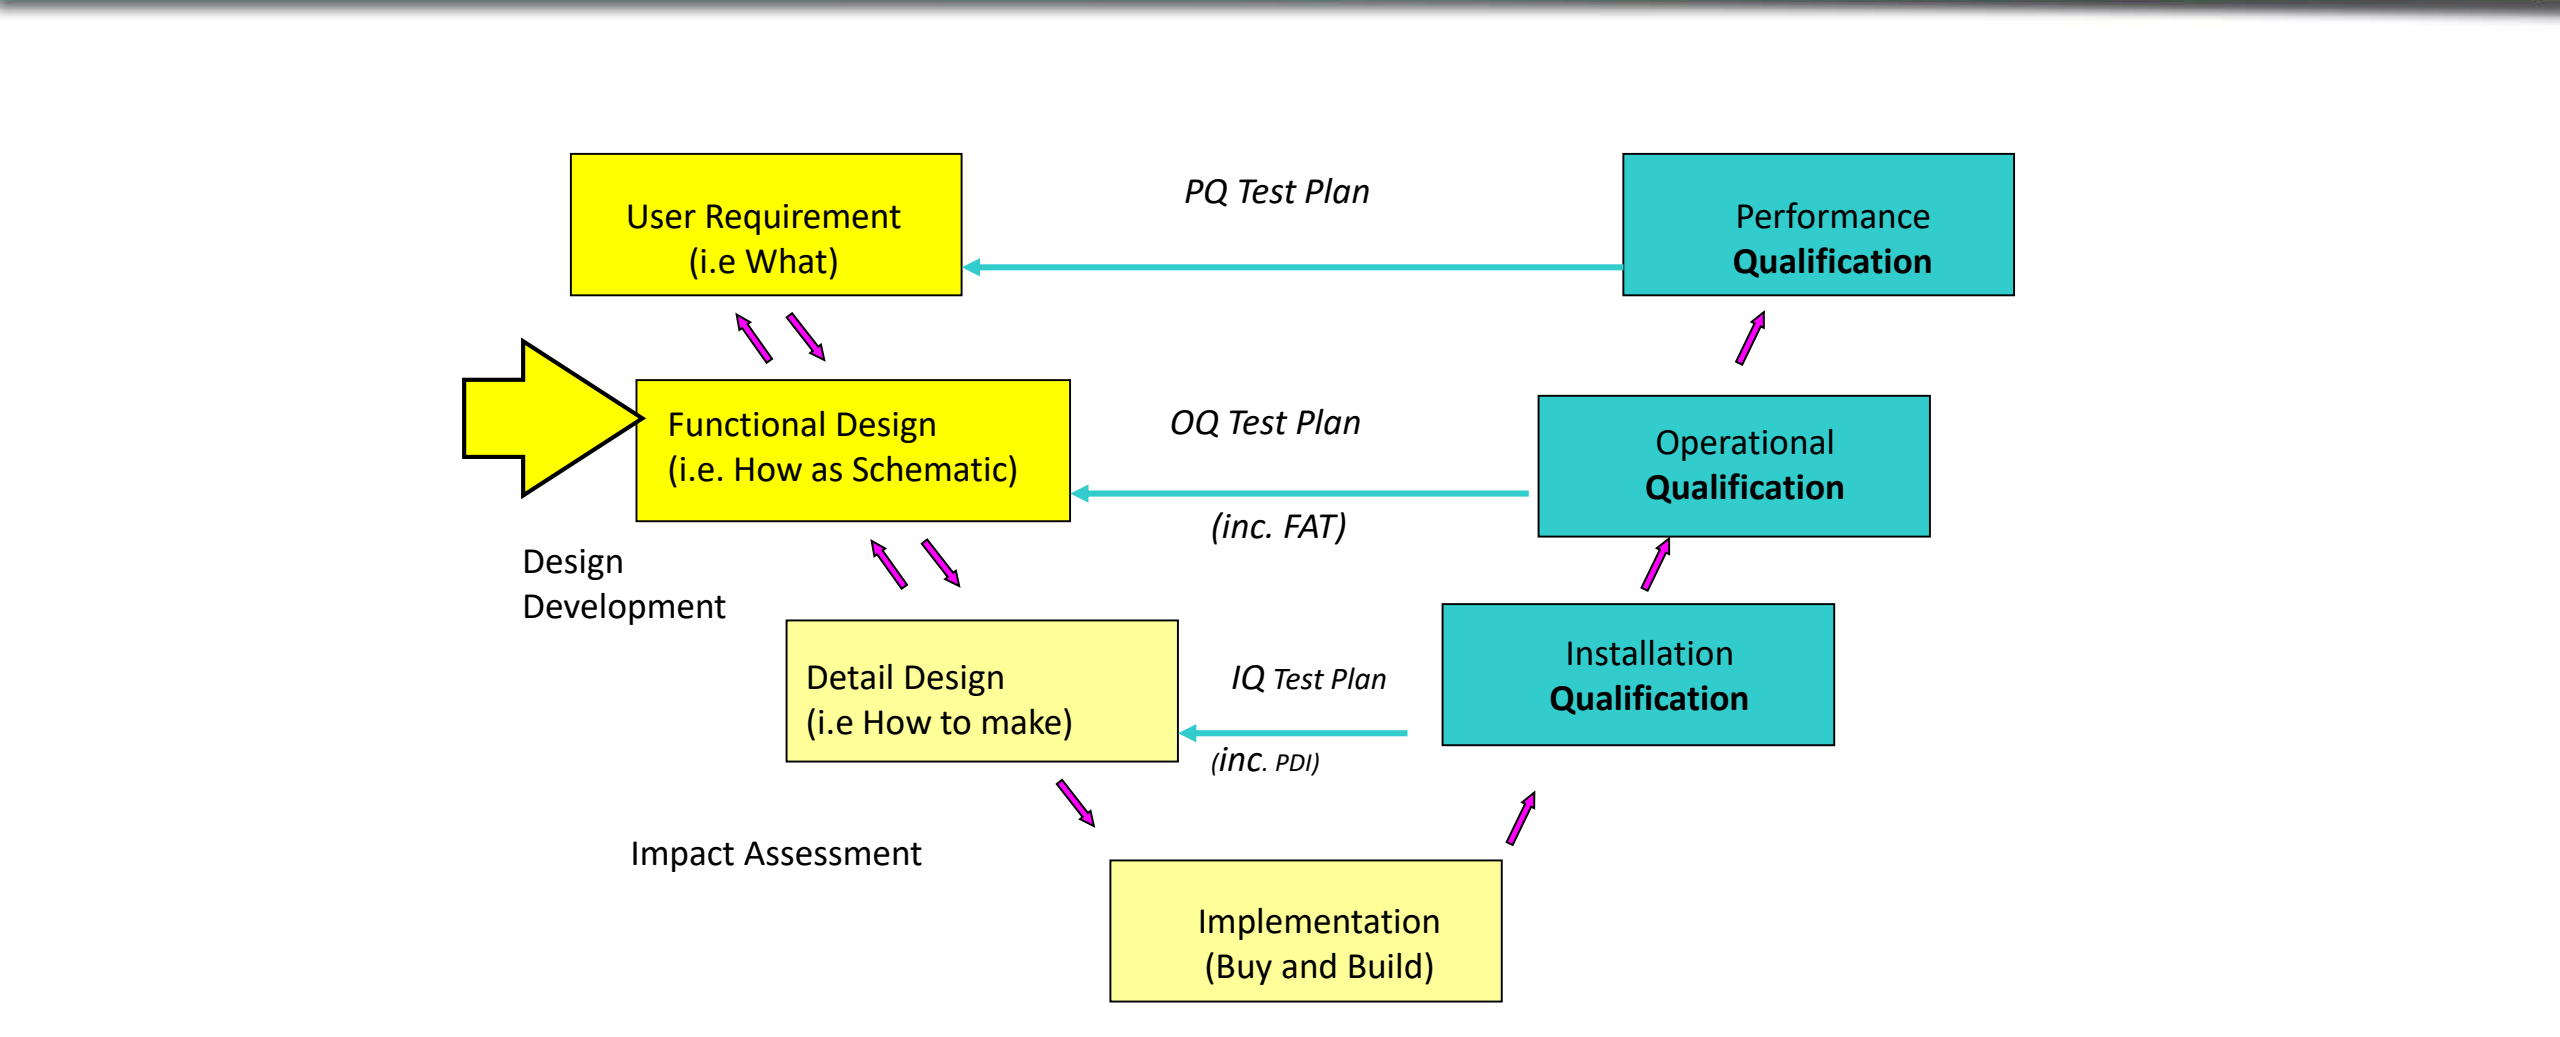 User Requirement
(i.e What)
PQ Test Plan
Performance
Qualification
Functional Design
(i.e. How as Schematic)
OQ Test Plan
(inc. FAT)
Operational
Qualification
Design
Development
Detail Design
(i.e How to make)
IQ Test Plan
(inc. PDI)
Installation
Qualification
Impact Assessment
Implementation
(Buy and Build)